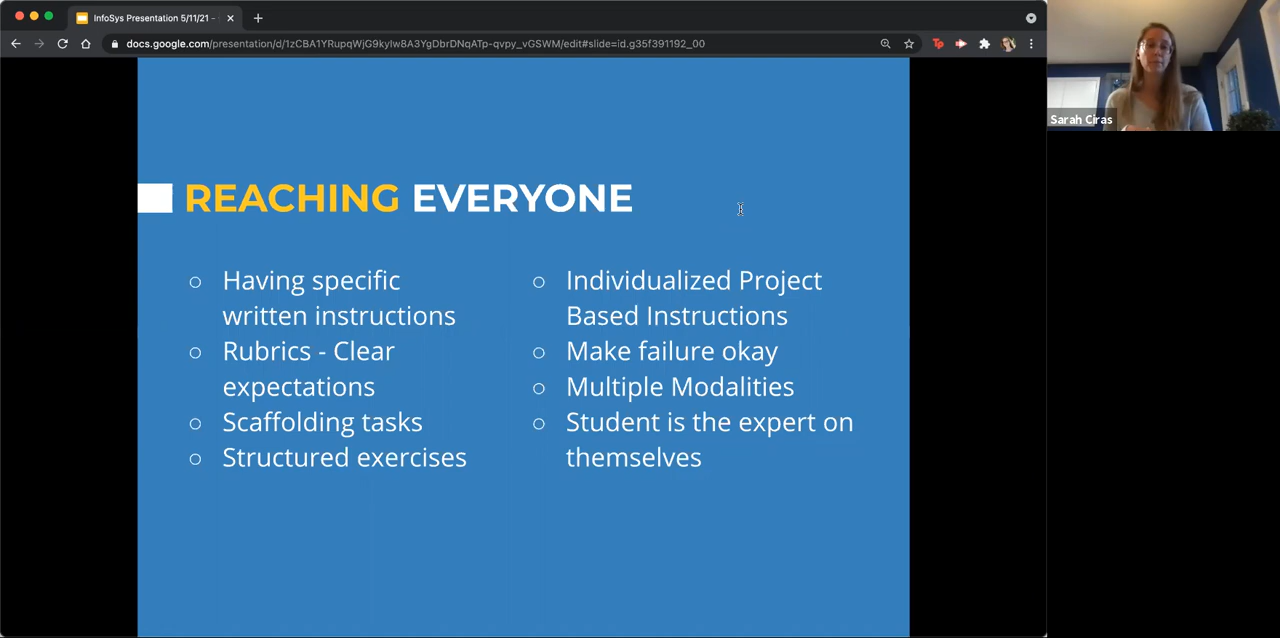 InfoSys Presentation 5/11/21 -
docs.google.com/presentation/d/1zCBA1YRupqWjG9kyIw8A3YgDbrDNqATp-qvpy_vGSWM/edit#slide=id.g35f391192_00
Sarah Ciras
REACHING EVERYONE
Having specific
written instructions
Rubrics - Clear
expectations
Scaffolding tasks
Structured exercises
Individualized Project
Based Instructions
Make failure okay
Multiple Modalities
Student is the expert on
themselves